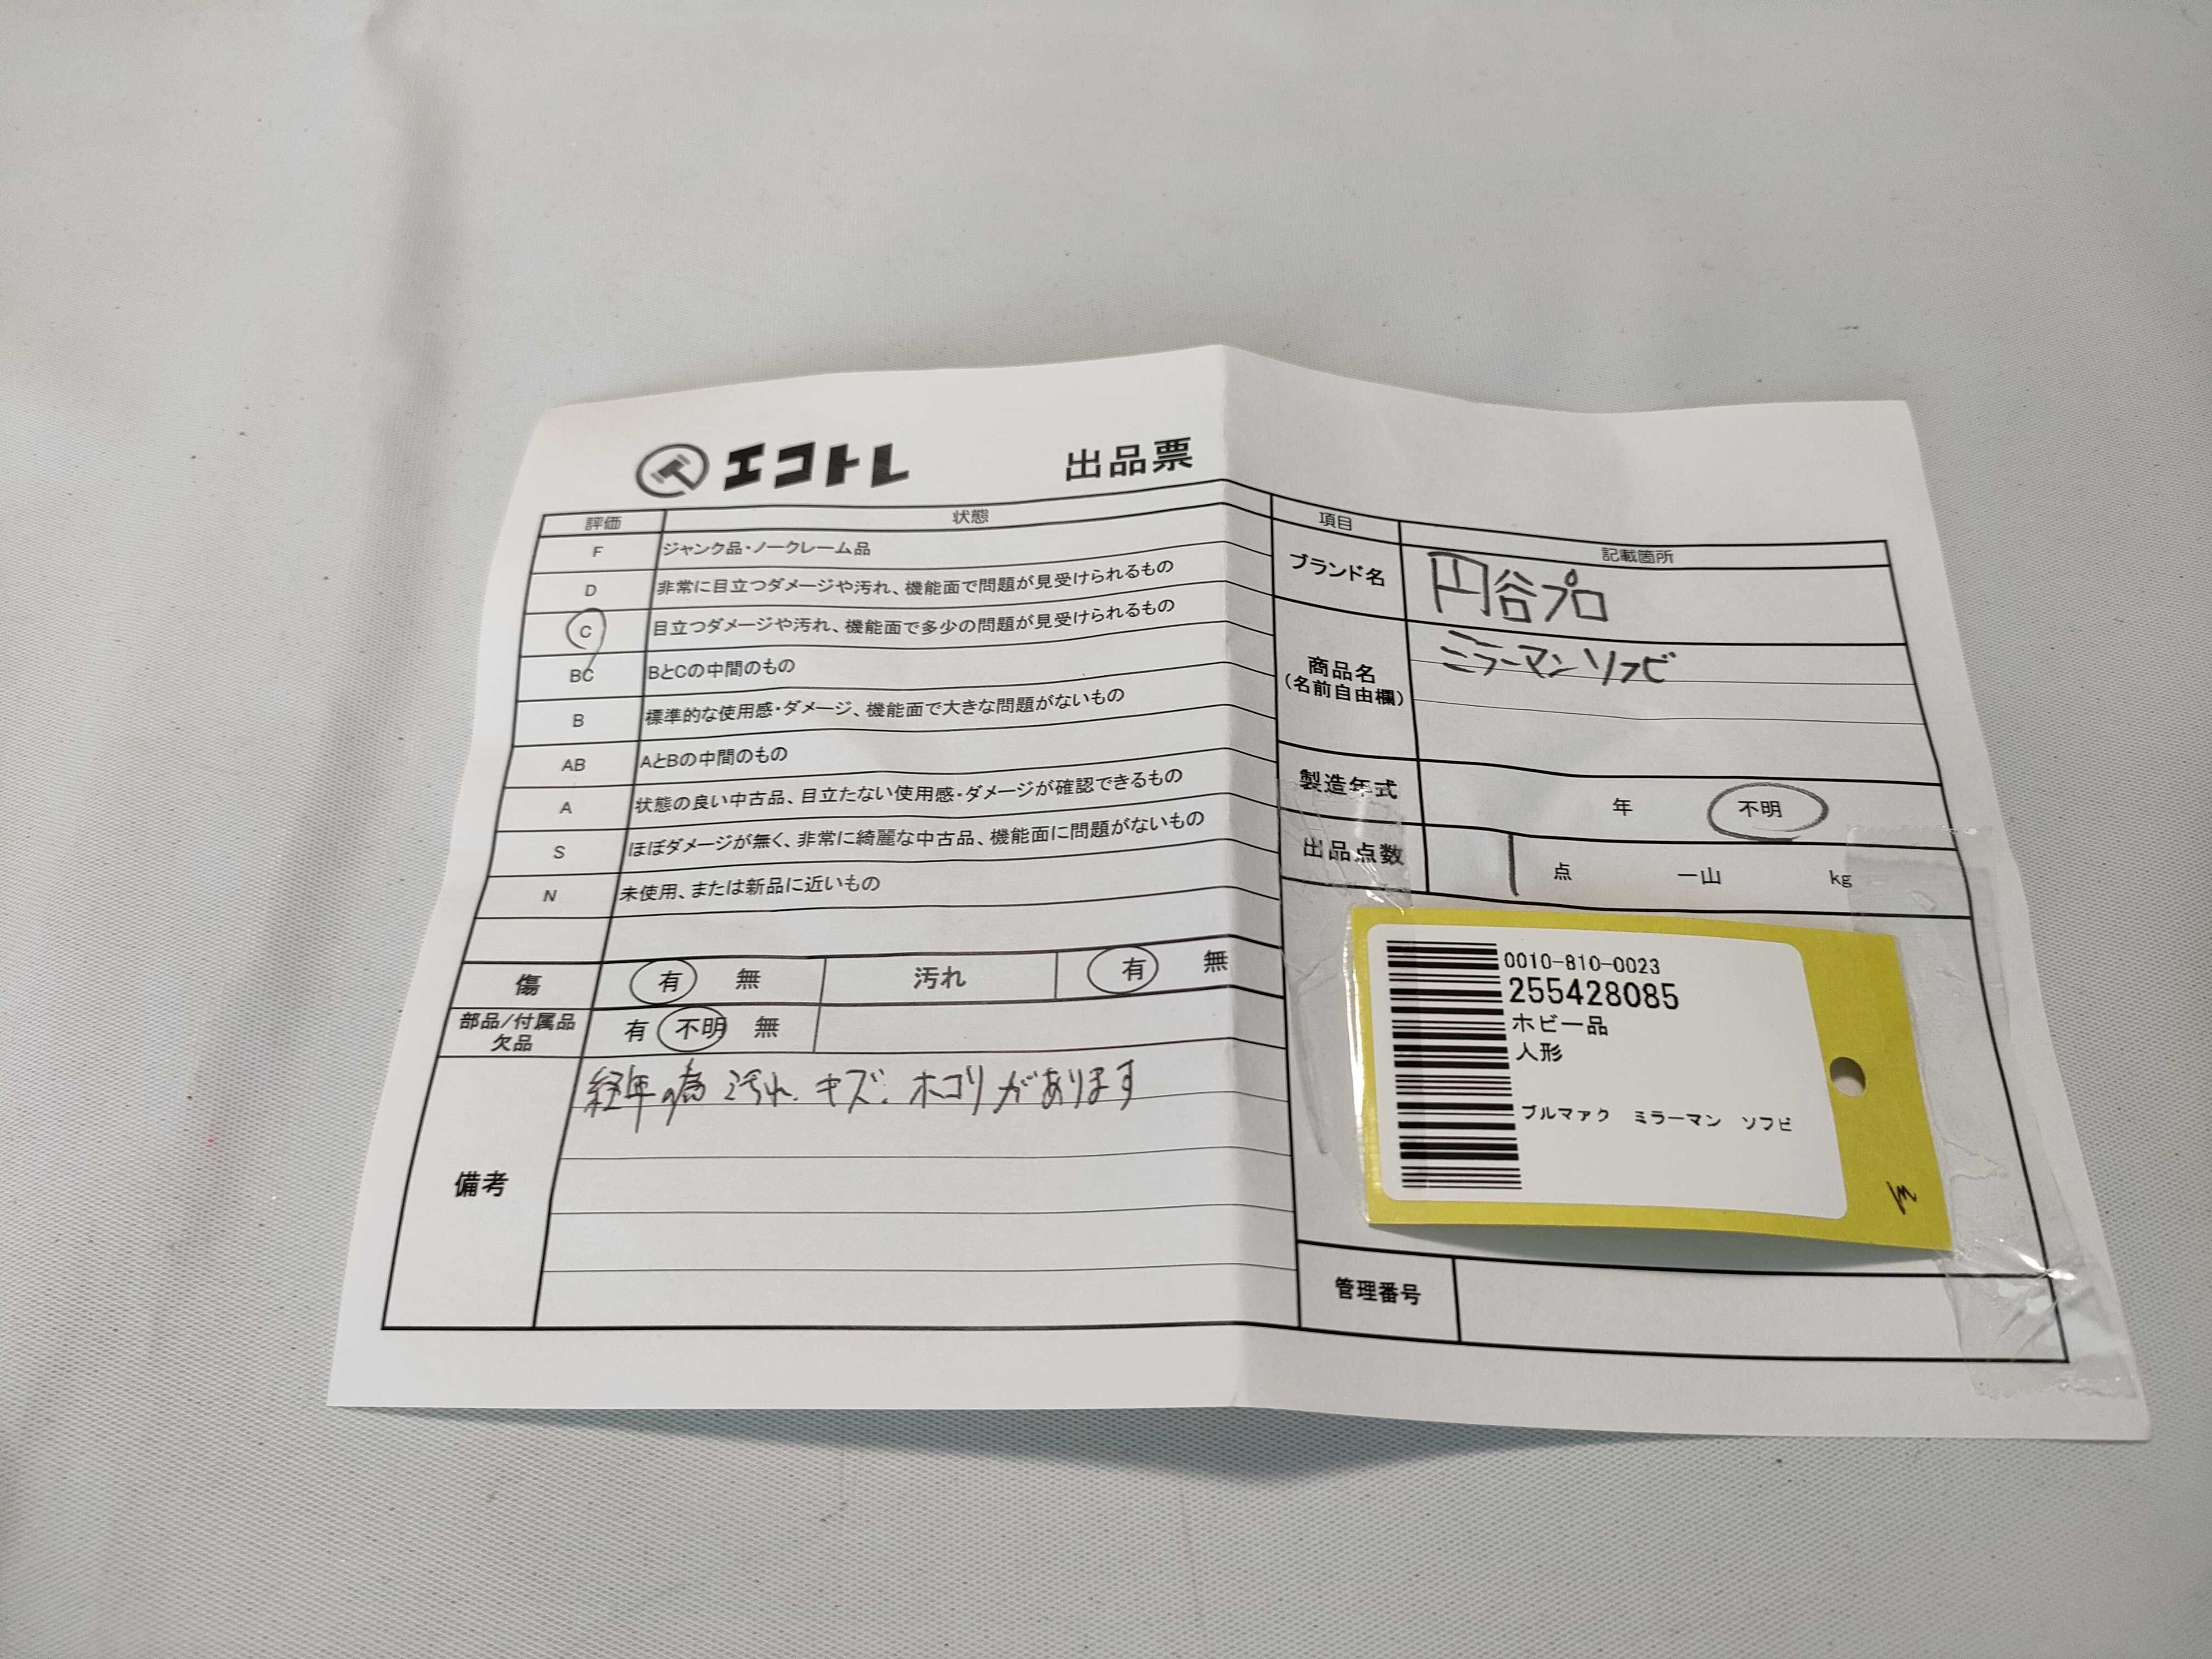 エコトレ 出品票
評価 状態
F ジャンク品・ノークレーム品
D 非常に目立つダメージや汚れ、機能面で問題が見受けられるもの
C 目立つダメージや汚れ、機能面で多少の問題が見受けられるもの
BC BとCの中間のもの
B 標準的な使用感・ダメージ、機能面で大きな問題がないもの
AB AとBの中間のもの
A 状態の良い中古品、目立たない使用感・ダメージが確認できるもの
S ほぼダメージが無く、非常に綺麗な中古品、機能面に問題がないもの
N 未使用、または新品に近いもの
傷 有 無 汚れ 有 無
部品/付属品
欠品 有 不明 無
備考 経年の為 汚れ、キズ、ホコリがあります
項目 記載箇所
ブランド名 円谷プロ
商品名
(名前自由欄) ミラーマンソフビ
製造年式 年 不明
出品点数 1 点 一山 kg
0010-810-0023
255428085
ホビー品
人形
ブルマァク ミラーマン ソフビ
管理番号